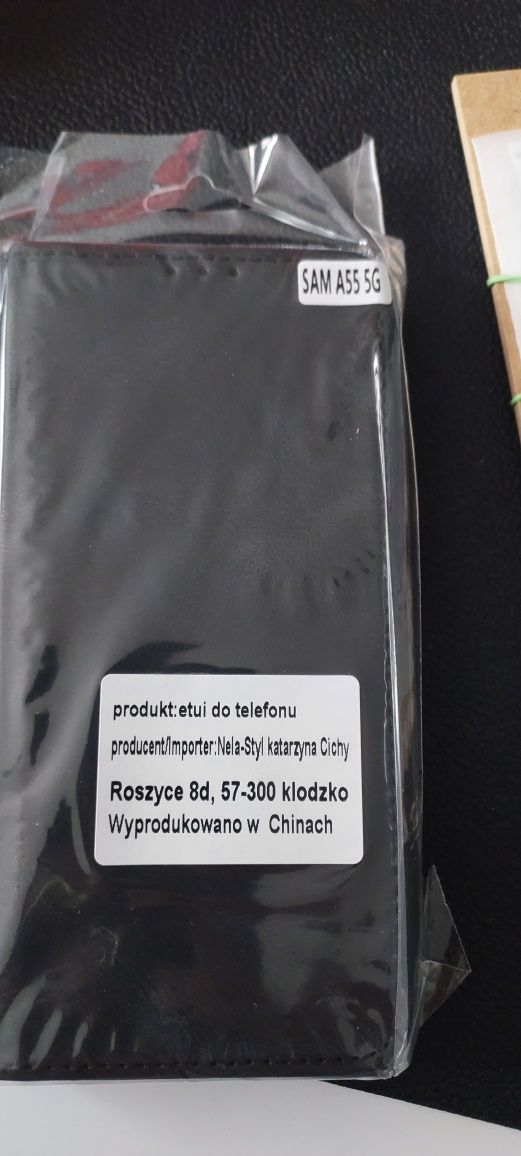 SAM A55 5G
produkt:etui do telefonu
producent/Importer:Nela-Styl katarzyna Cichy
Roszyce 8d, 57-300 klodzko
Wyprodukowano w Chinach